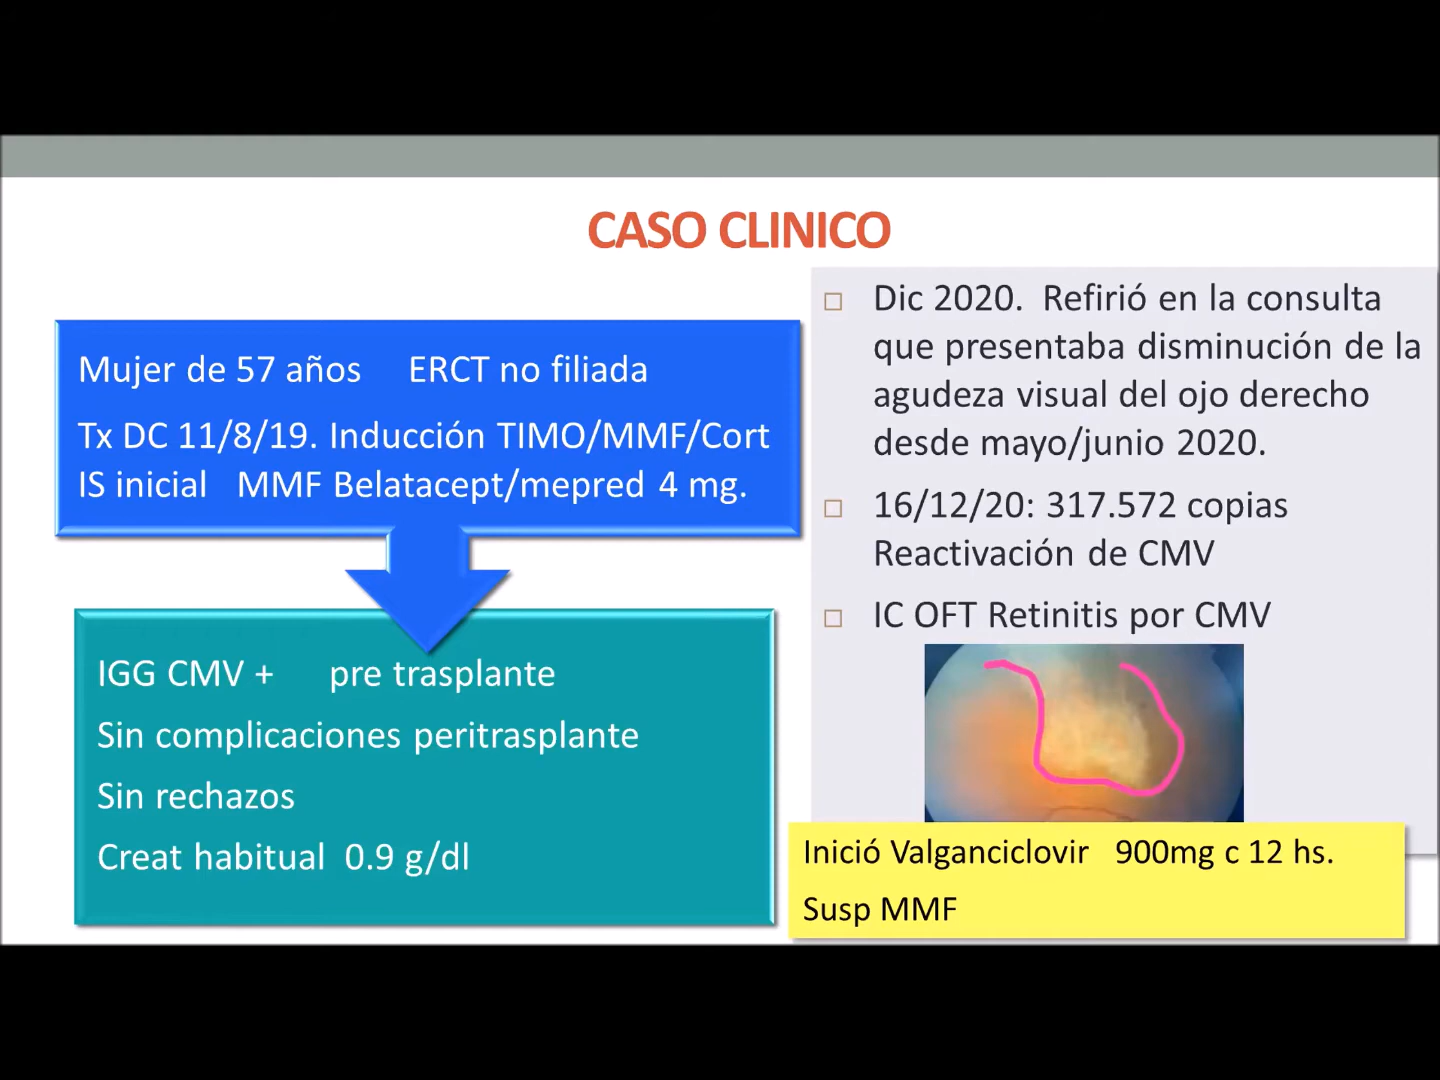 CASO CLINICO
Mujer de 57 años ERCT no filiada
Tx DC 11/8/19. Inducción TIMO/MMF/Cort
IS inicial MMF Belatacept/mepred 4 mg.
IGG CMV + pre trasplante
Sin complicaciones peritrasplante
Sin rechazos
Creat habitual 0.9 g/dl
Dic 2020. Refirió en la consulta
que presentaba disminución de la
agudeza visual del ojo derecho
desde mayo/junio 2020.
16/12/20: 317.572 copias
Reactivación de CMV
IC OFT Retinitis por CMV
Inició Valganciclovir 900mg c 12 hs.
Susp MMF